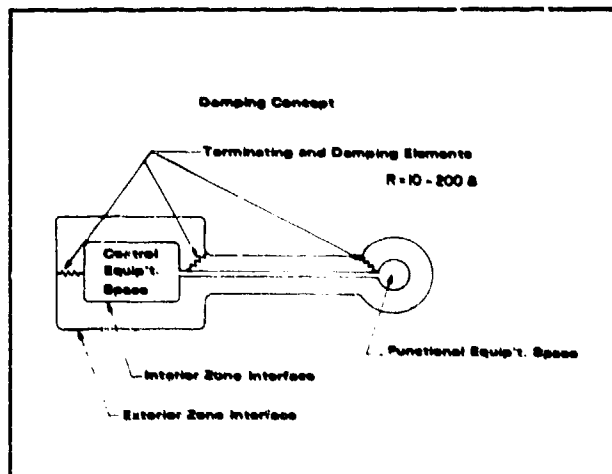 Damping Concept
Terminating and Damping Elements
R = 10 - 200 Ω
Control
Equip't.
Space
Functional Equip't. Space
Interior Zone Interface
Exterior Zone Interface